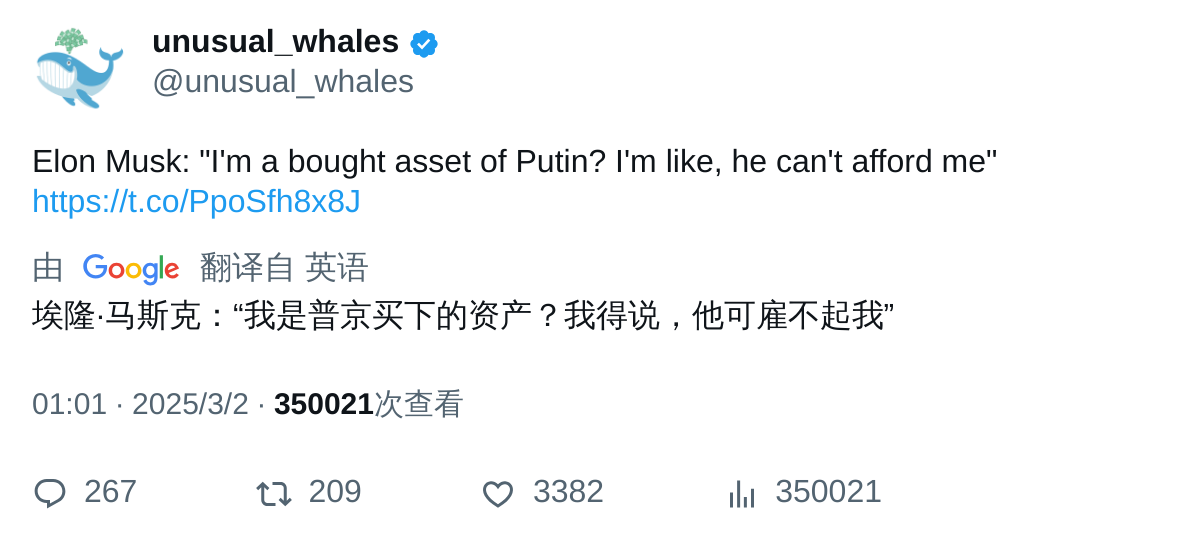 unusual_whales
@unusual_whales
Elon Musk: "I'm a bought asset of Putin? I'm like, he can't afford me"
https://t.co/PpoSfh8x8J
由 Google 翻译自 英语
埃隆·马斯克：“我是普京买下的资产？我得说，他可雇不起我”
01:01 · 2025/3/2 · 350021次查看
267 209 3382 350021